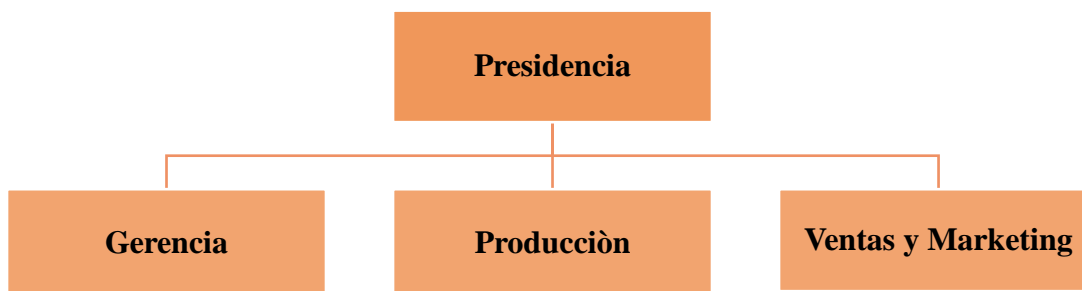 Presidencia
Gerencia
Producciòn
Ventas y Marketing